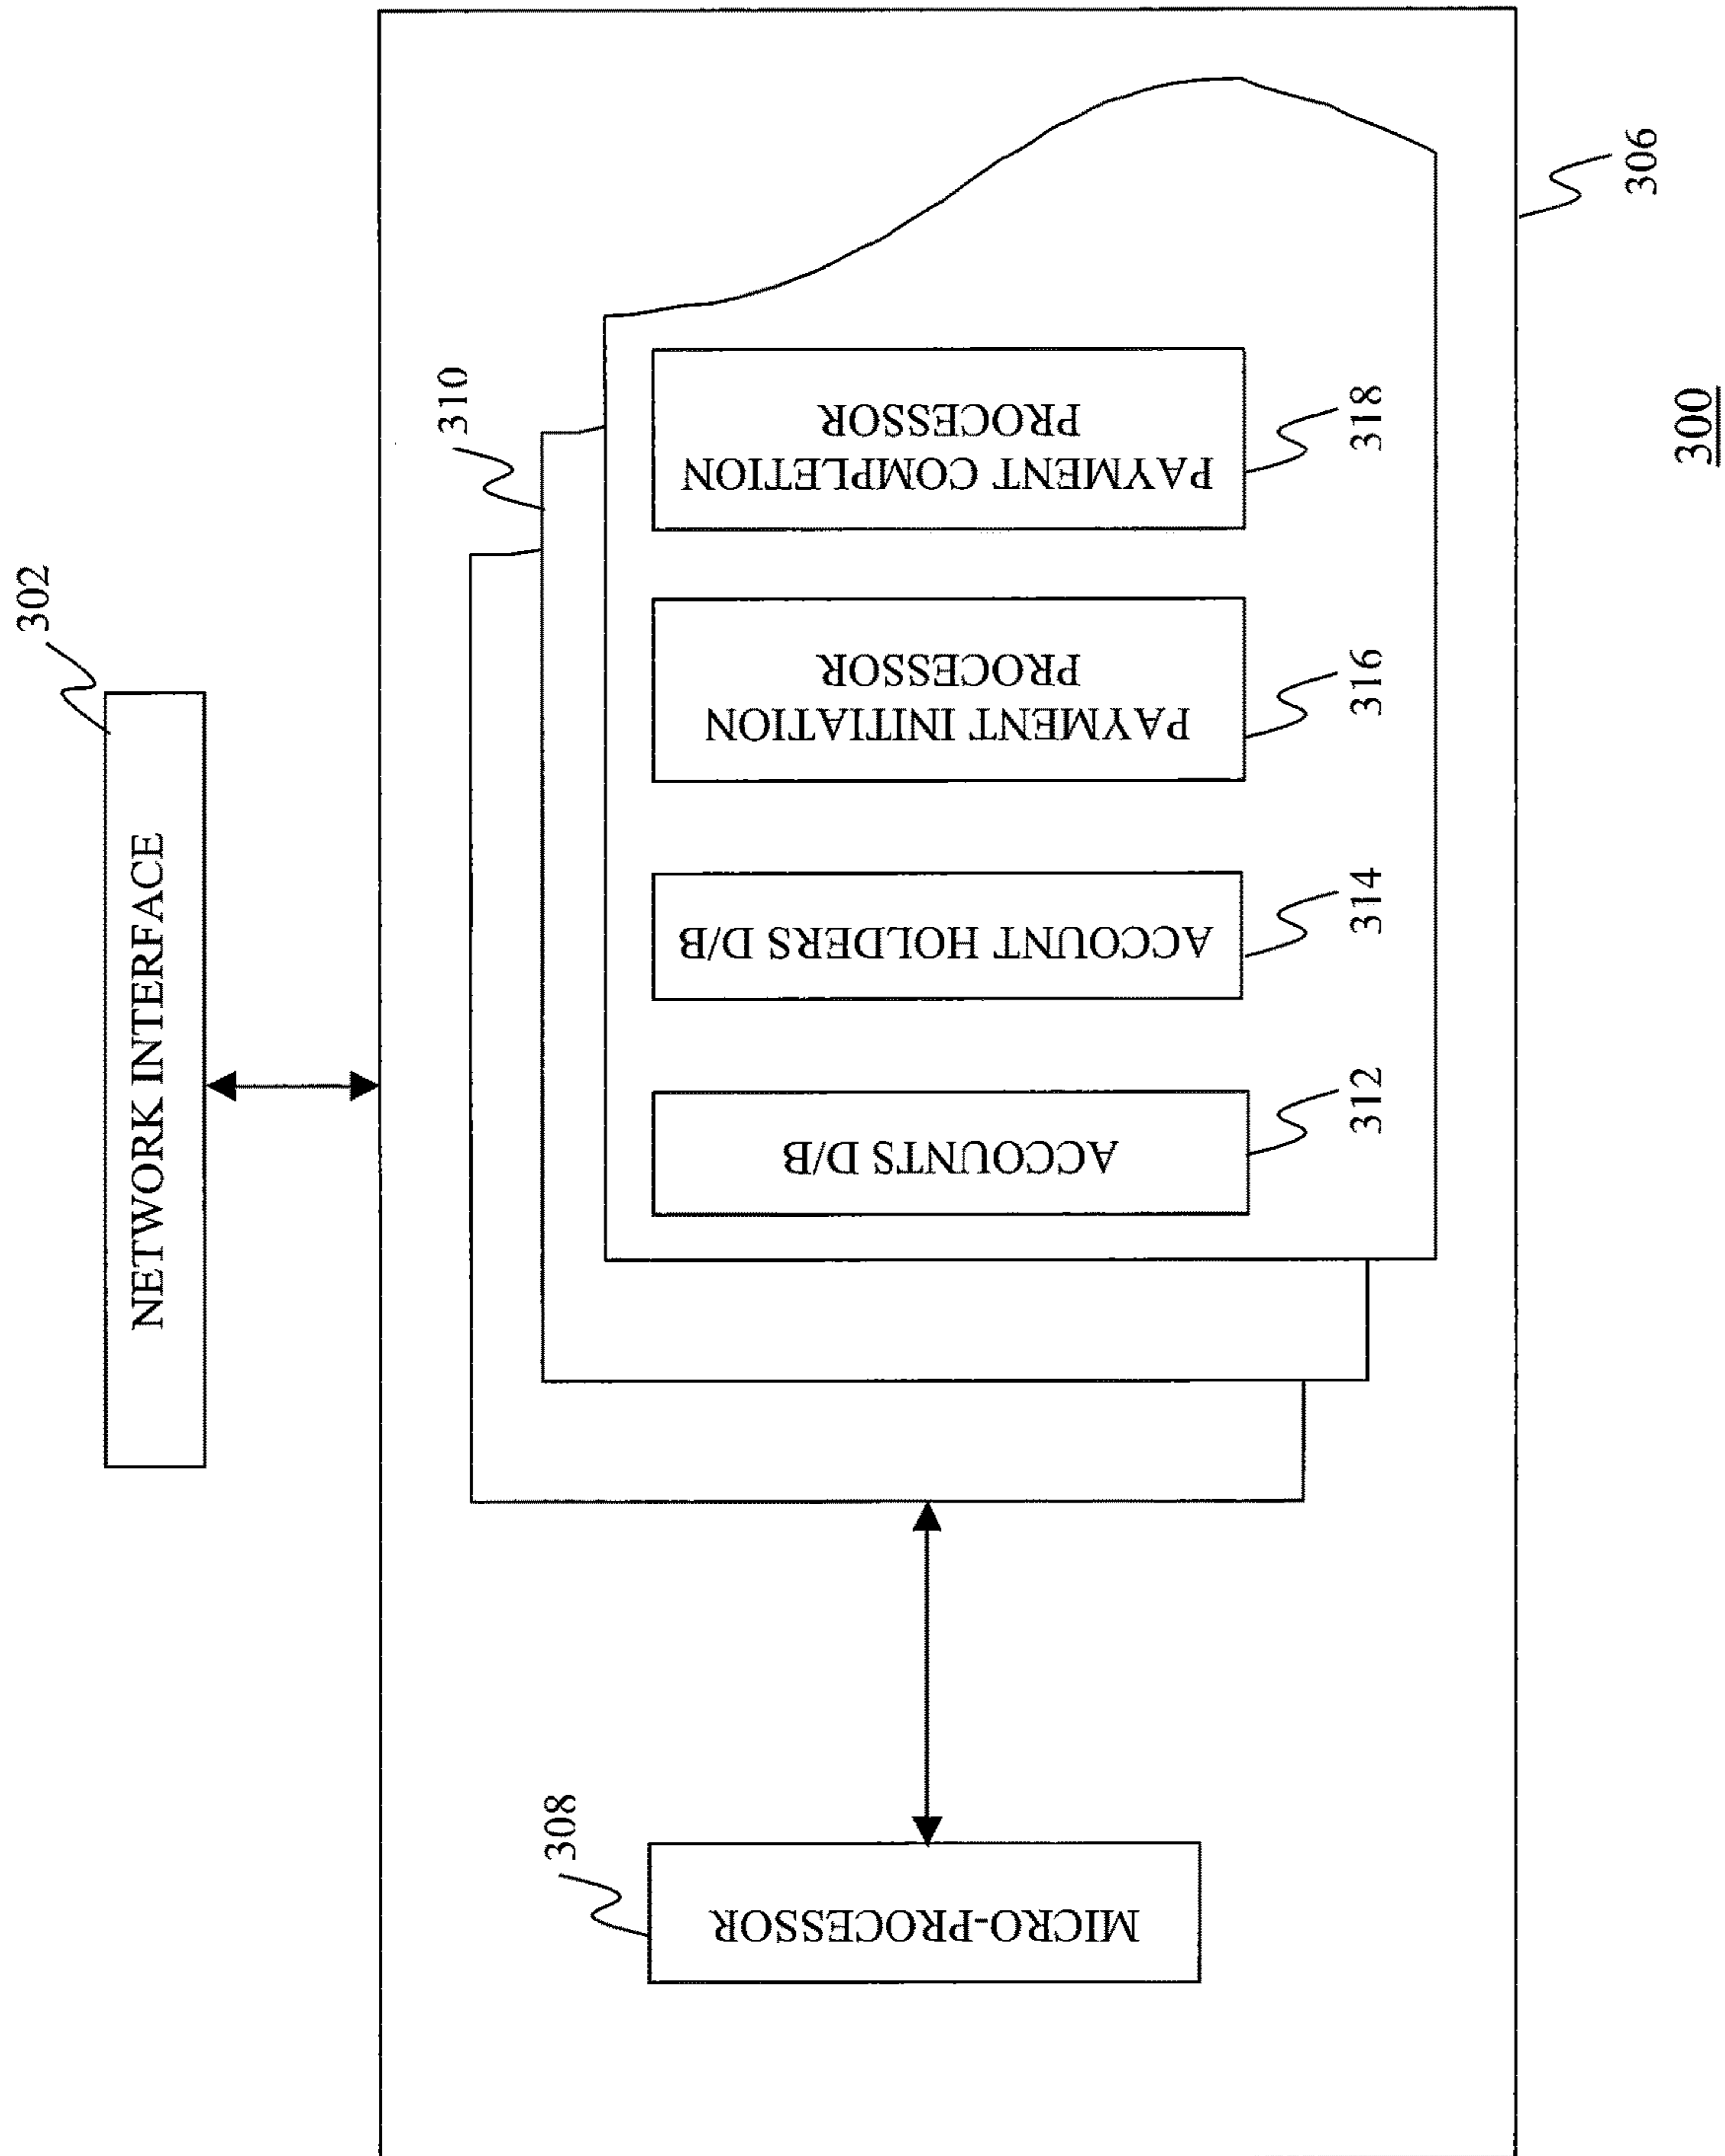 302
NETWORK INTERFACE
310
308
MICRO-PROCESSOR
ACCOUNTS D/B
312
ACCOUNT HOLDERS D/B
314
PAYMENT INITIATION
PROCESSOR
316
PAYMENT COMPLETION
PROCESSOR
318
306
300